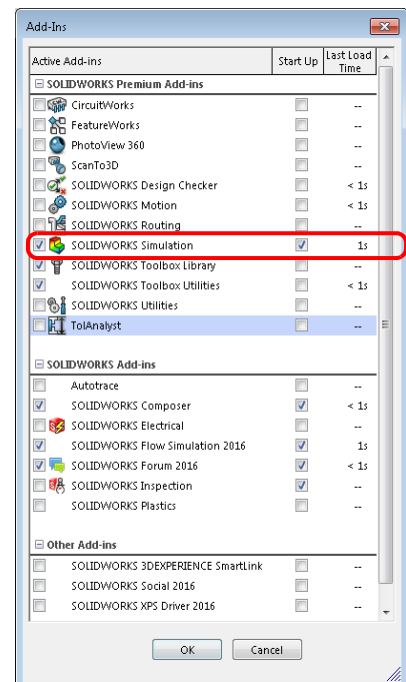 Add-Ins
Active Add-ins Start Up Last Load Time
SOLIDWORKS Premium Add-ins
CircuitWorks --
FeatureWorks --
PhotoView 360 --
ScanTo3D --
SOLIDWORKS Design Checker < 1s
SOLIDWORKS Motion < 1s
SOLIDWORKS Routing --
SOLIDWORKS Simulation 1s
SOLIDWORKS Toolbox Library --
SOLIDWORKS Toolbox Utilities < 1s
SOLIDWORKS Utilities --
TolAnalyst --
SOLIDWORKS Add-ins
Autotrace --
SOLIDWORKS Composer < 1s
SOLIDWORKS Electrical --
SOLIDWORKS Flow Simulation 2016 1s
SOLIDWORKS Forum 2016 < 1s
SOLIDWORKS Inspection --
SOLIDWORKS Plastics --
Other Add-ins
SOLIDWORKS 3DEXPERIENCE SmartLink --
SOLIDWORKS Social 2016 --
SOLIDWORKS XPS Driver 2016 --
OK Cancel